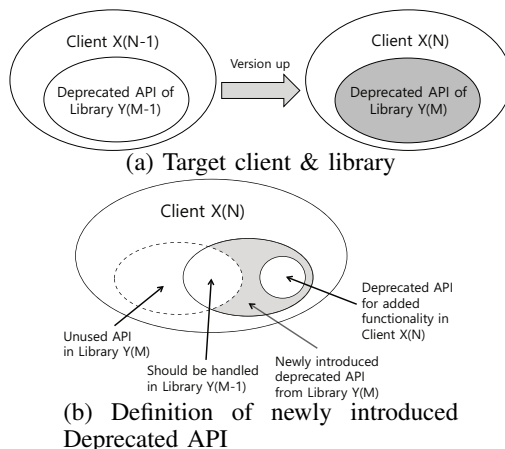 Client X(N-1)
Deprecated API of
Library Y(M-1)
Version up
Client X(N)
Deprecated API of
Library Y(M)
(a) Target client & library
Client X(N)
Unused API
in Library Y(M)
Should be handled
in Library Y(M-1)
Newly introduced
deprecated API
from Library Y(M)
Deprecated API
for added
functionality in
Client X(N)
(b) Definition of newly introduced
Deprecated API